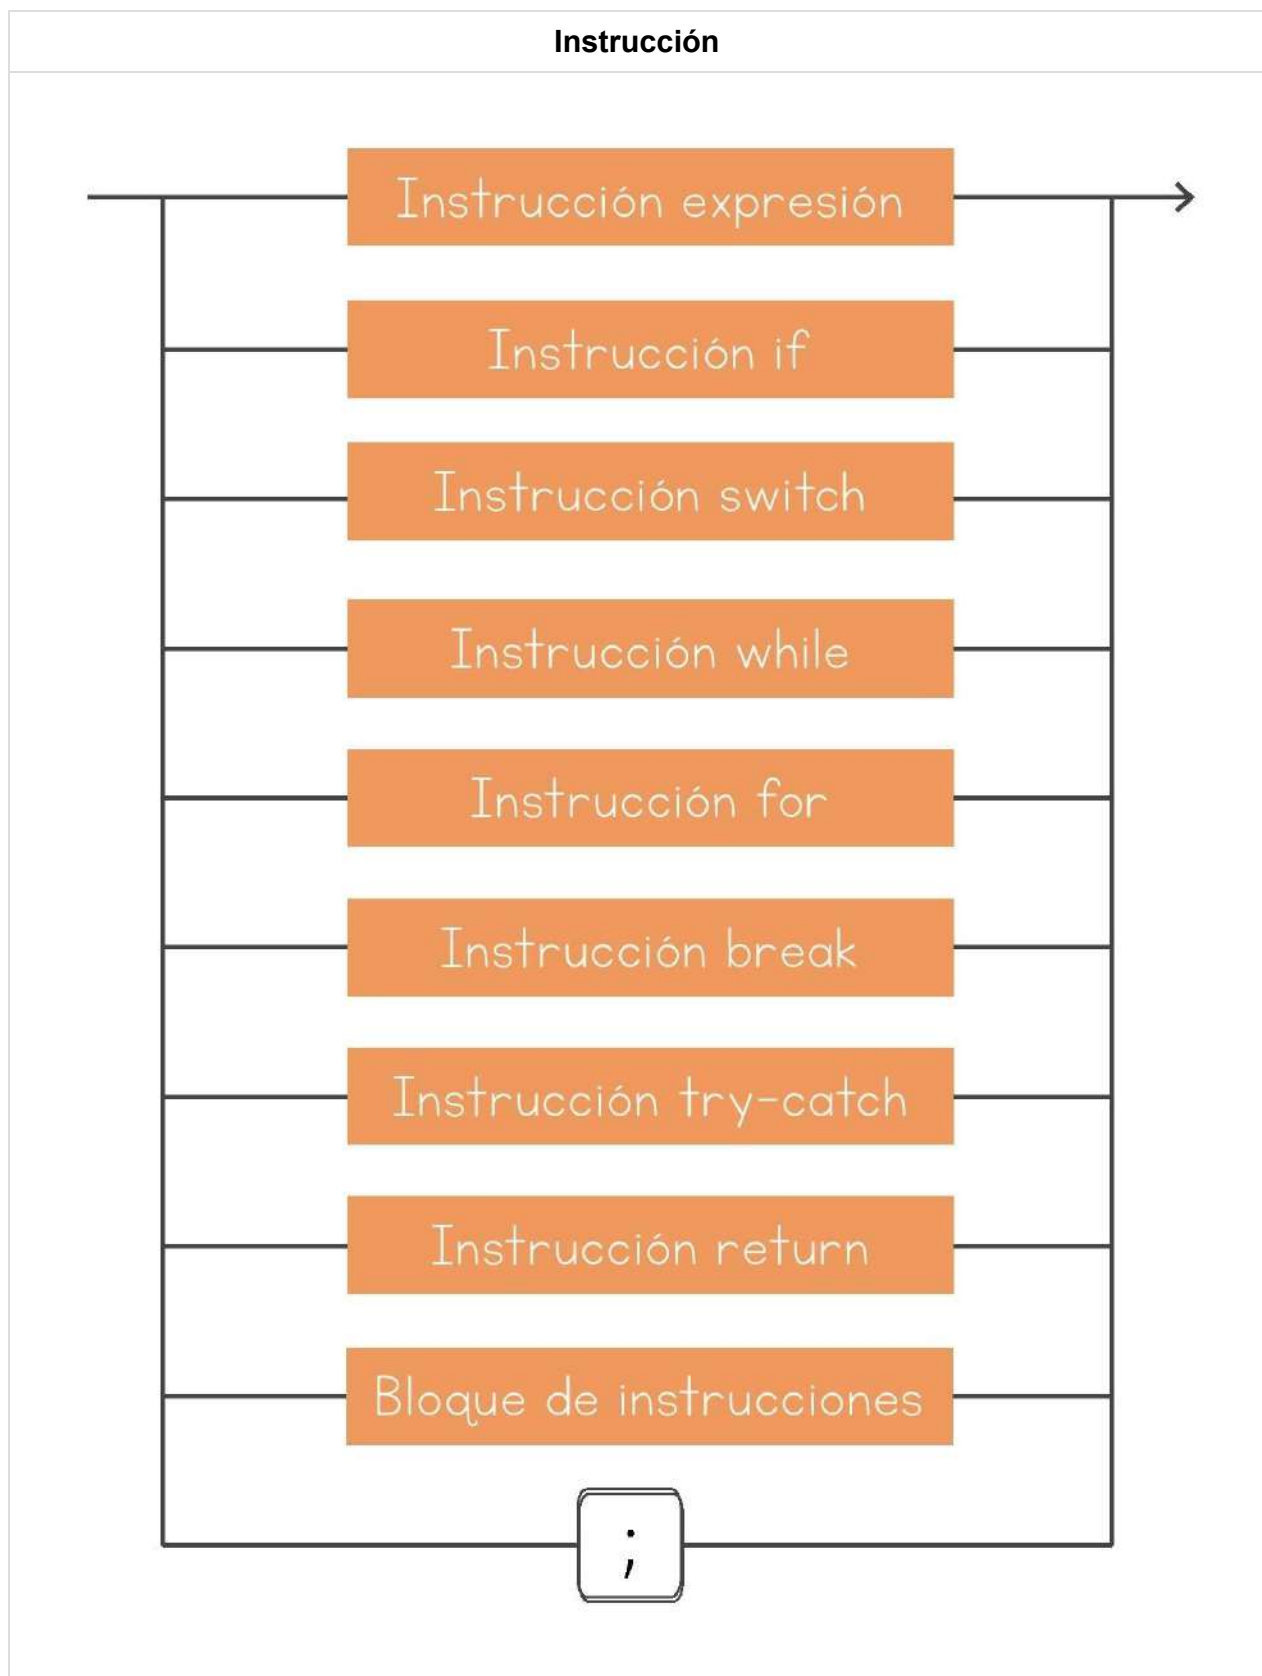 Instrucción
Instrucción expresión
Instrucción if
Instrucción switch
Instrucción while
Instrucción for
Instrucción break
Instrucción try-catch
Instrucción return
Bloque de instrucciones
;